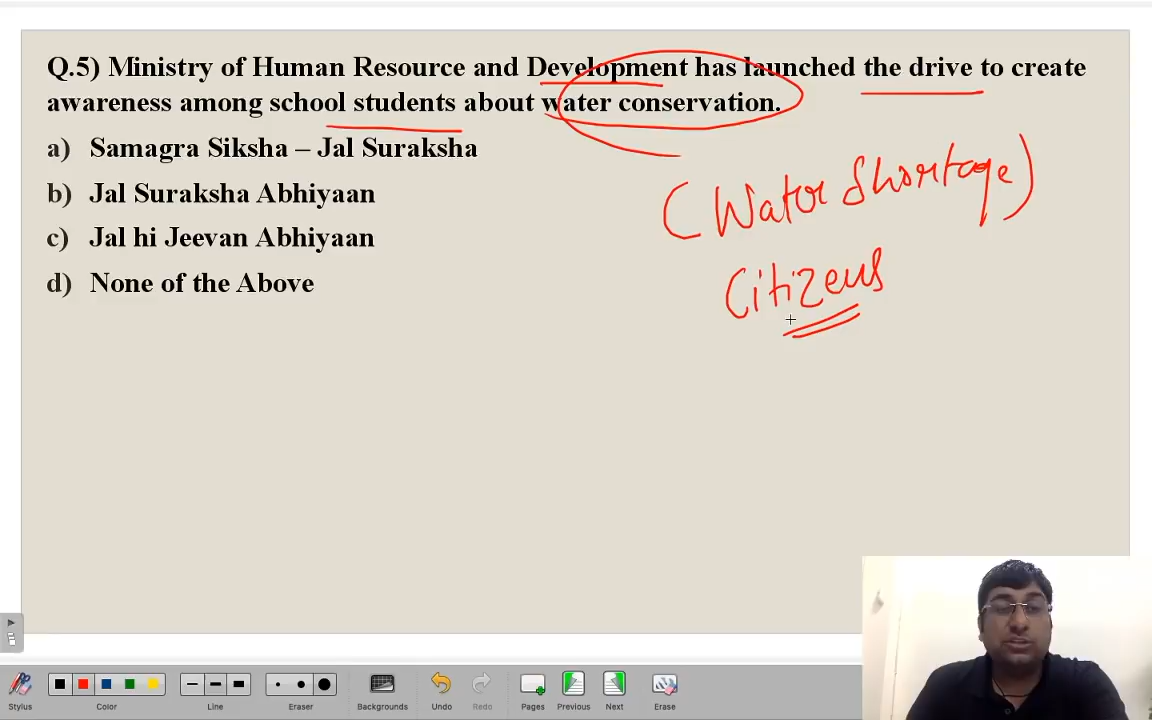 Q.5) Ministry of Human Resource and Development has launched the drive to create
awareness among school students about water conservation.
a) Samagra Siksha – Jal Suraksha
b) Jal Suraksha Abhiyaan
c) Jal hi Jeevan Abhiyaan
d) None of the Above
(Water Shortage)
Citizens
Stylus Color Line Eraser Backgrounds Undo Redo Pages Previous Next Erase